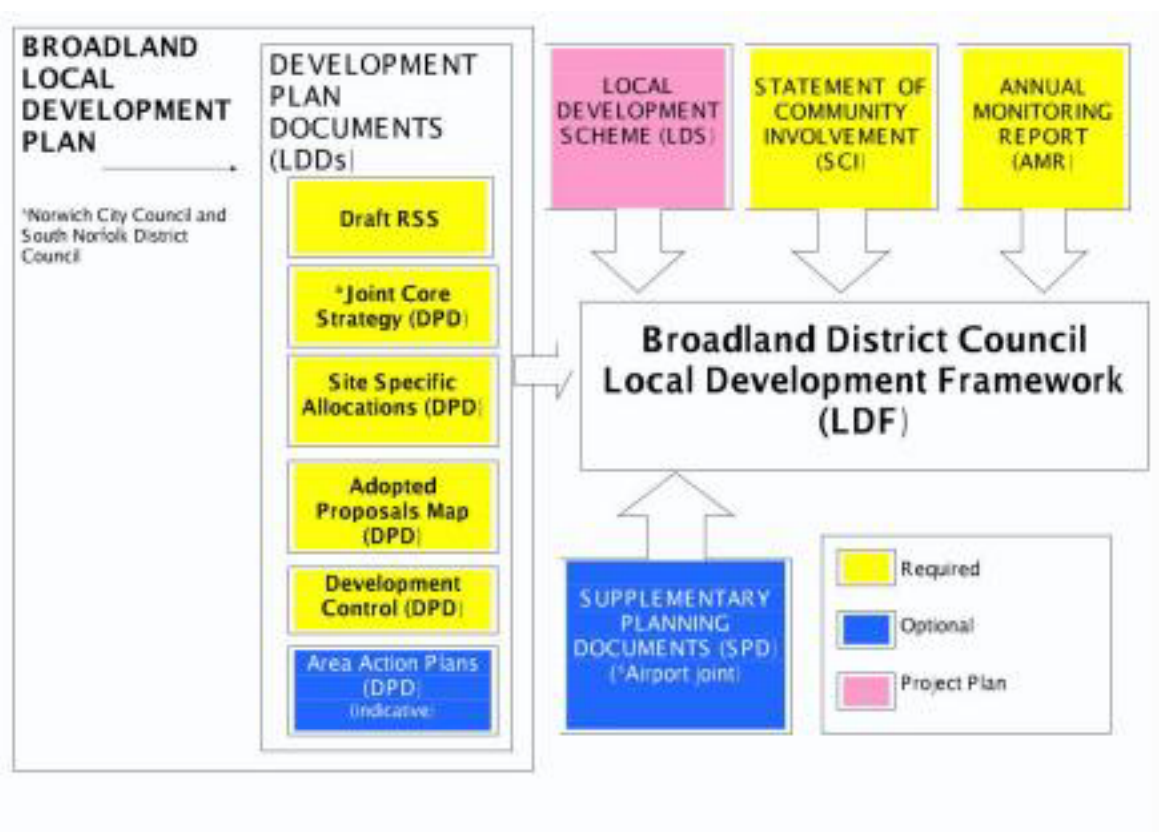 BROADLAND
LOCAL
DEVELOPMENT
PLAN
*Norwich City Council and
South Norfolk District
Council
DEVELOPMENT
PLAN
DOCUMENTS
(LDDs)
Draft RSS
*Joint Core
Strategy (DPD)
Site Specific
Allocations (DPD)
Adopted
Proposals Map
(DPD)
Development
Control (DPD)
Area Action Plans
(DPD)
(Indicative)
LOCAL
DEVELOPMENT
SCHEME (LDS)
STATEMENT OF
COMMUNITY
INVOLVEMENT
(SCI)
ANNUAL
MONITORING
REPORT
(AMR)
Broadland District Council
Local Development Framework
(LDF)
SUPPLEMENTARY
PLANNING
DOCUMENTS (SPD)
(*Airport joint)
Required
Optional
Project Plan